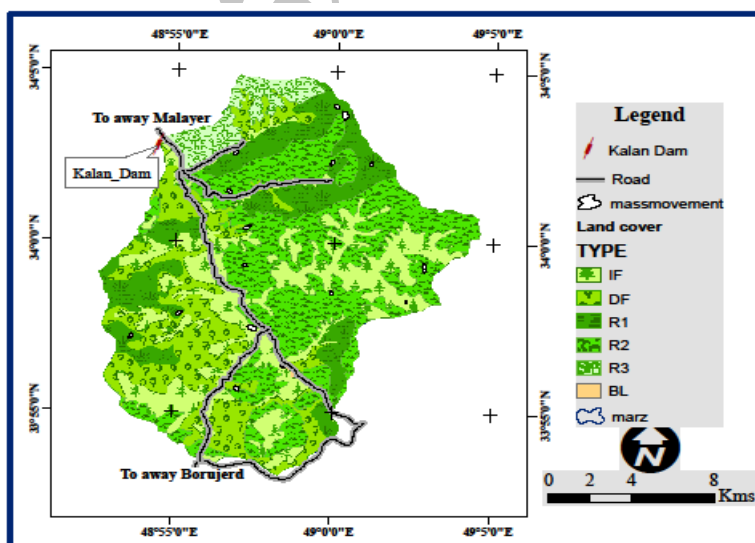 48°55'0"E 49°0'0"E 49°5'0"E
34°5'0"N
34°5'0"N
To away Malayer
Kalan_Dam
34°0'0"N
34°0'0"N
33°55'0"N
33°55'0"N
To away Borujerd
48°55'0"E 49°0'0"E 49°5'0"E
Legend
Kalan Dam
Road
massmovement
Land cover
TYPE
IF
DF
R1
R2
R3
BL
marz
N
0 2 4 8
Kms